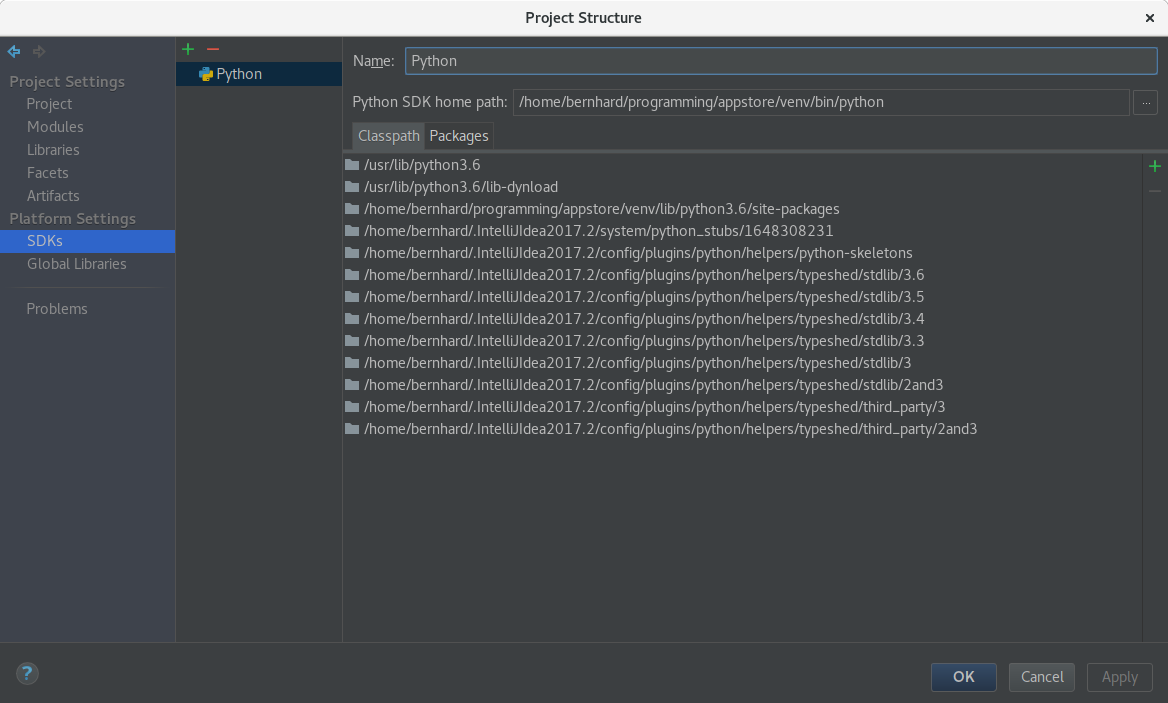 Project Structure
Project Settings
Project
Modules
Libraries
Facets
Artifacts
Platform Settings
SDKs
Global Libraries
Problems
Python
Name: Python
Python SDK home path: /home/bernhard/programming/appstore/venv/bin/python ...
Classpath Packages
/usr/lib/python3.6
/usr/lib/python3.6/lib-dynload
/home/bernhard/programming/appstore/venv/lib/python3.6/site-packages
/home/bernhard/.IntelliJIdea2017.2/system/python_stubs/1648308231
/home/bernhard/.IntelliJIdea2017.2/config/plugins/python/helpers/python-skeletons
/home/bernhard/.IntelliJIdea2017.2/config/plugins/python/helpers/typeshed/stdlib/3.6
/home/bernhard/.IntelliJIdea2017.2/config/plugins/python/helpers/typeshed/stdlib/3.5
/home/bernhard/.IntelliJIdea2017.2/config/plugins/python/helpers/typeshed/stdlib/3.4
/home/bernhard/.IntelliJIdea2017.2/config/plugins/python/helpers/typeshed/stdlib/3.3
/home/bernhard/.IntelliJIdea2017.2/config/plugins/python/helpers/typeshed/stdlib/3
/home/bernhard/.IntelliJIdea2017.2/config/plugins/python/helpers/typeshed/stdlib/2and3
/home/bernhard/.IntelliJIdea2017.2/config/plugins/python/helpers/typeshed/third_party/3
/home/bernhard/.IntelliJIdea2017.2/config/plugins/python/helpers/typeshed/third_party/2and3
? OK Cancel Apply